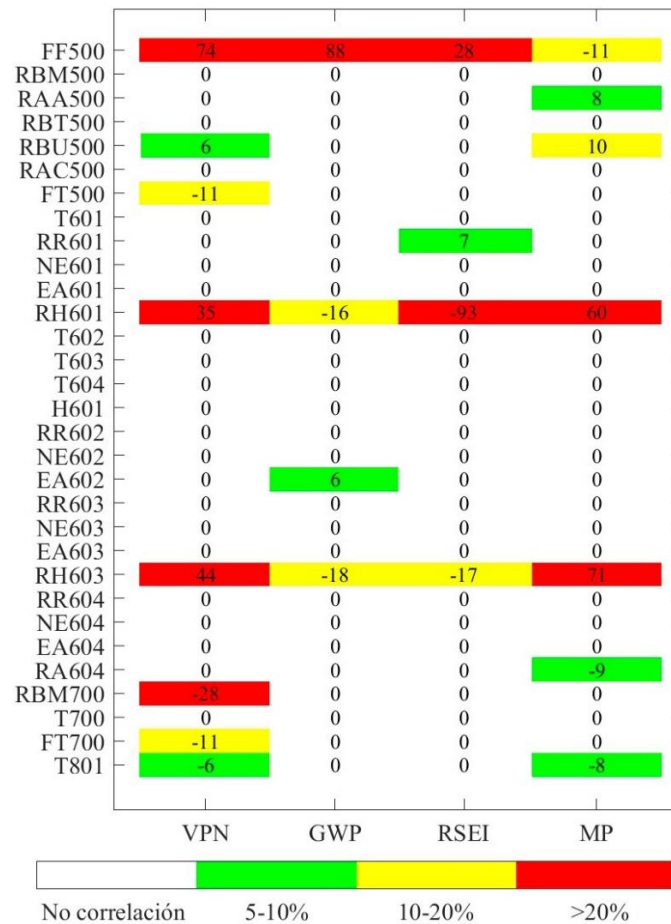 FF500 74 88 28 -11
RBM500 0 0 0 0
RAA500 0 0 0 8
RBT500 0 0 0 0
RBU500 6 0 0 10
RAC500 0 0 0 0
FT500 -11 0 0 0
T601 0 0 0 0
RR601 0 0 7 0
NE601 0 0 0 0
EA601 0 0 0 0
RH601 35 -16 -93 60
T602 0 0 0 0
T603 0 0 0 0
T604 0 0 0 0
H601 0 0 0 0
RR602 0 0 0 0
NE602 0 0 0 0
EA602 0 6 0 0
RR603 0 0 0 0
NE603 0 0 0 0
EA603 0 0 0 0
RH603 44 -18 -17 71
RR604 0 0 0 0
NE604 0 0 0 0
EA604 0 0 0 0
RA604 0 0 0 -9
RBM700 -28 0 0 0
T700 0 0 0 0
FT700 -11 0 0 0
T801 -6 0 0 -8
VPN GWP RSEI MP
No correlación 5-10% 10-20% >20%